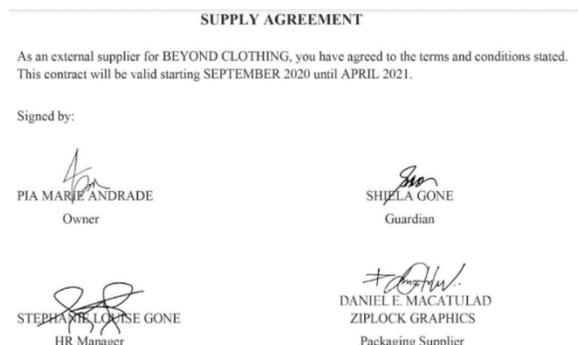 SUPPLY AGREEMENT
As an external supplier for BEYOND CLOTHING, you have agreed to the terms and conditions stated.
This contract will be valid starting SEPTEMBER 2020 until APRIL 2021.
Signed by:
PIA MARIE ANDRADE
Owner
SHIELA GONE
Guardian
STEPHANIE LOUISE GONE
HR Manager
DANIEL E. MACATULAD
ZIPLOCK GRAPHICS
Packaging Supplier